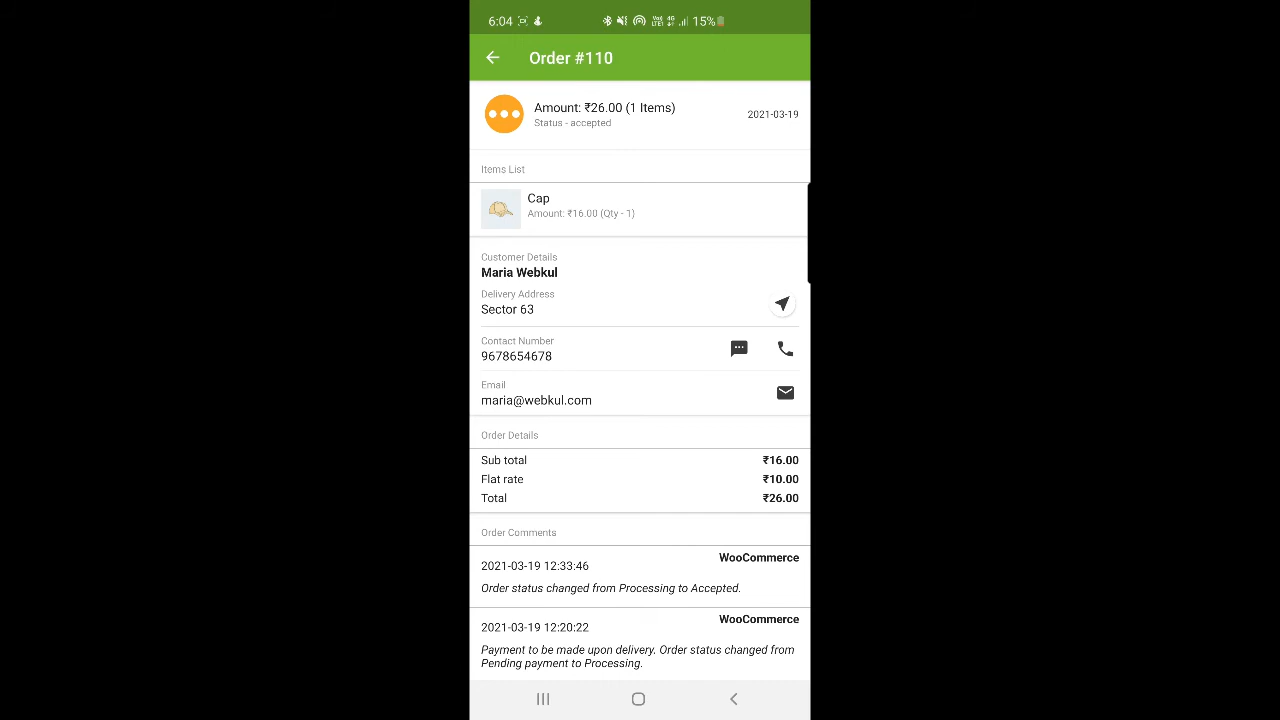 6:04 15%
Order #110
Amount: ₹26.00 (1 Items)
Status - accepted
2021-03-19
Items List
Cap
Amount: ₹16.00 (Qty - 1)
Customer Details
Maria Webkul
Delivery Address
Sector 63
Contact Number
9678654678
Email
maria@webkul.com
Order Details
Sub total ₹16.00
Flat rate ₹10.00
Total ₹26.00
Order Comments
WooCommerce
2021-03-19 12:33:46
Order status changed from Processing to Accepted.
WooCommerce
2021-03-19 12:20:22
Payment to be made upon delivery. Order status changed from
Pending payment to Processing.